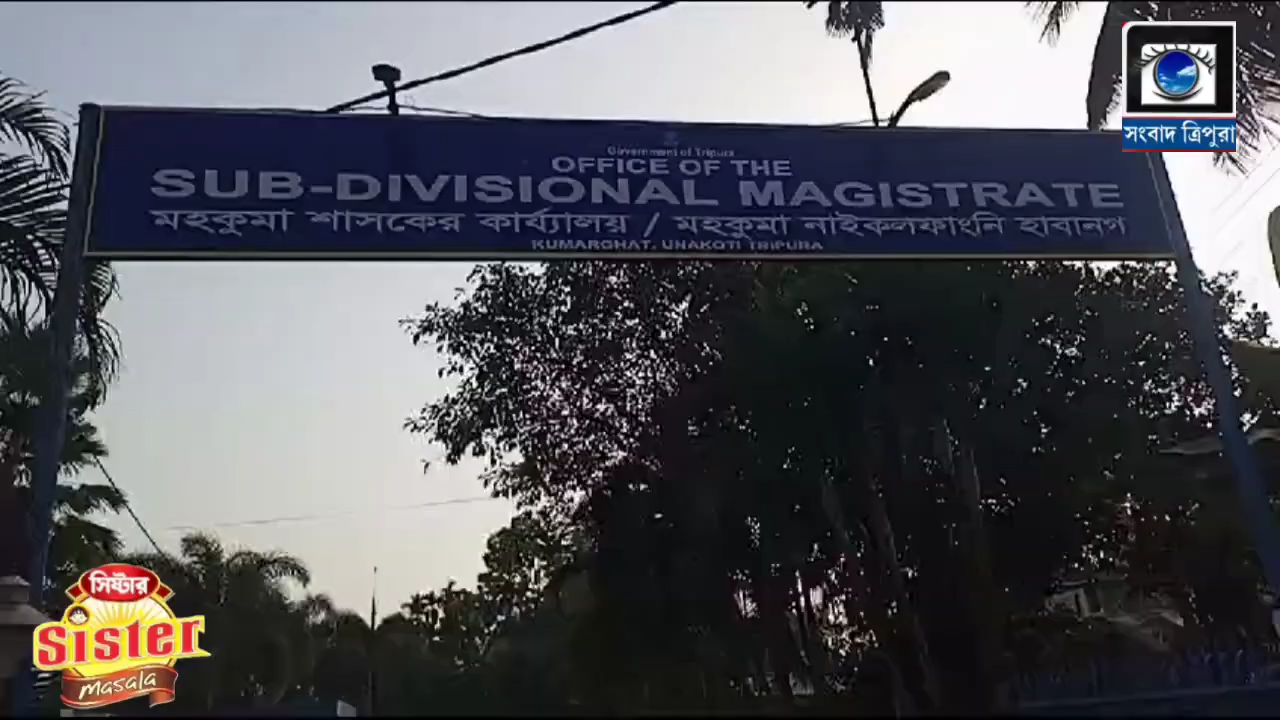 সংবাদ ত্রিপুরা
Government of Tripura
OFFICE OF THE
SUB-DIVISIONAL MAGISTRATE
মহকুমা শাসকের কার্য্যালয় / মহকুমা নাইকলফাংনি হাবানগ
KUMARGHAT, UNAKOTI TRIPURA
সিষ্টার
Sister
masala